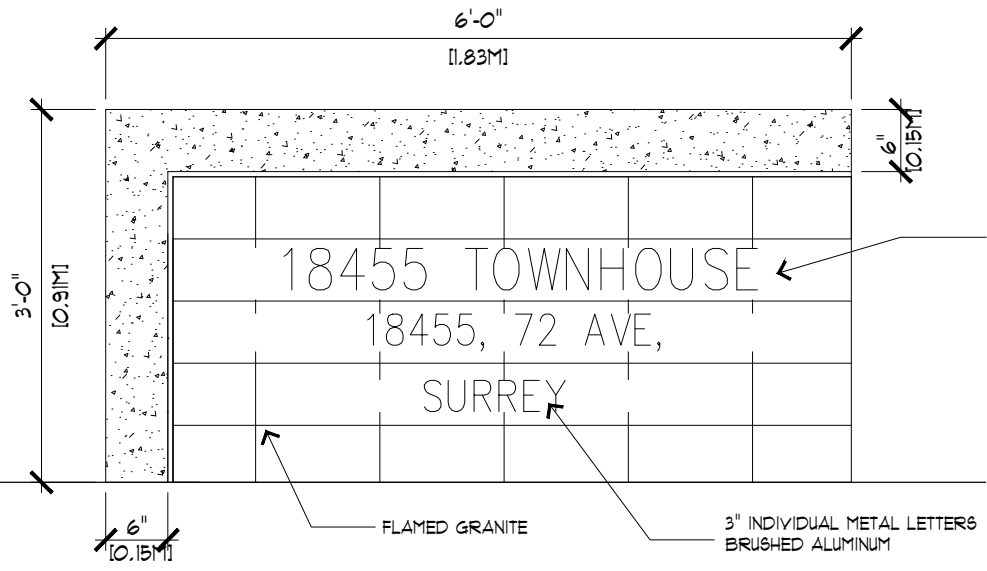 6'-0"
[1.83M]
6"
[0.15M]
3'-0"
[0.91M]
18455 TOWNHOUSE
18455, 72 AVE,
SURREY
6"
[0.15M]
FLAMED GRANITE
3" INDIVIDUAL METAL LETTERS
BRUSHED ALUMINUM